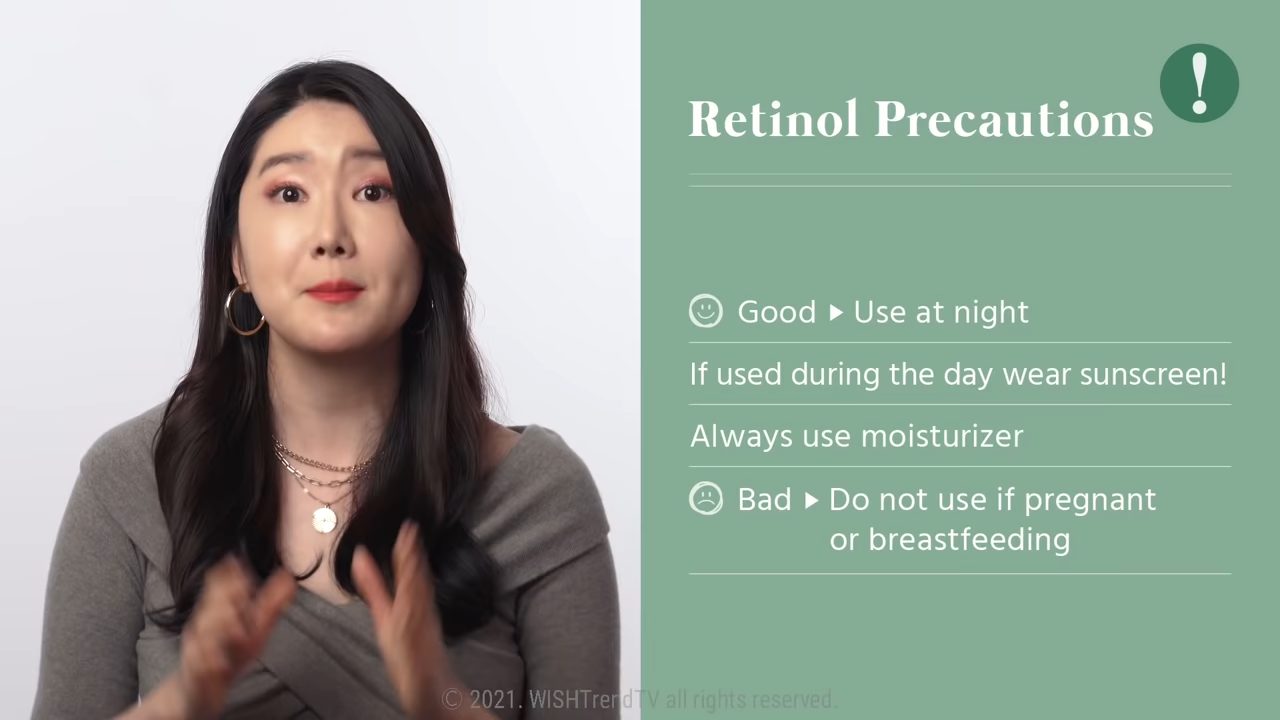 !
Retinol Precautions
Good ▶ Use at night
If used during the day wear sunscreen!
Always use moisturizer
Bad ▶ Do not use if pregnant
or breastfeeding
© 2021. WISHTrendTV all rights reserved.